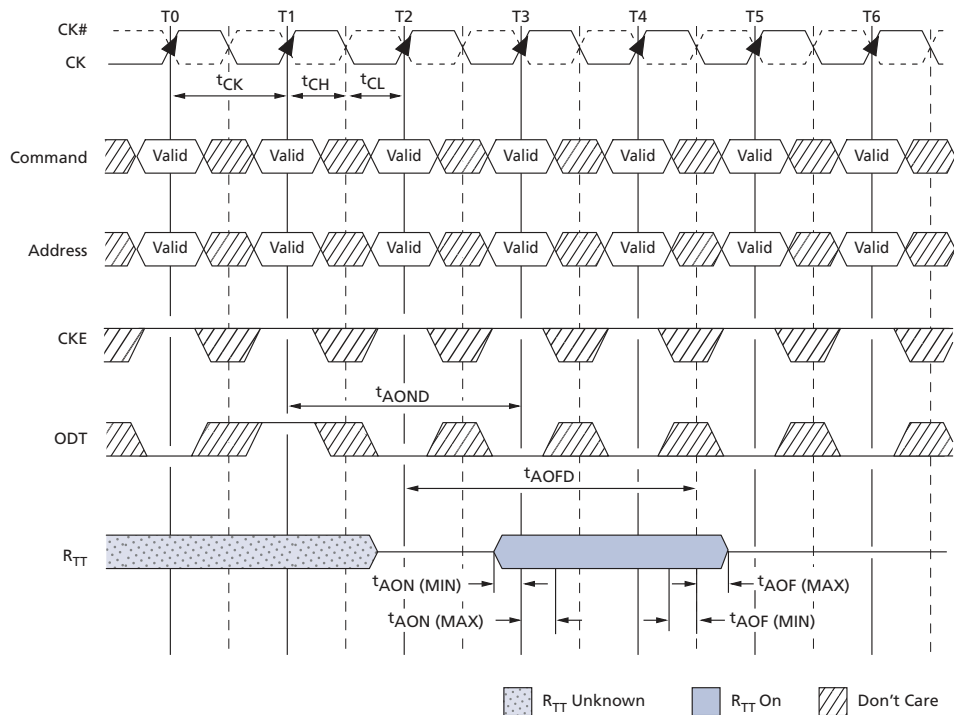 T0 T1 T2 T3 T4 T5 T6
CK#
CK
tCK tCH tCL
Command Valid Valid Valid Valid Valid Valid Valid
Address Valid Valid Valid Valid Valid Valid Valid
CKE
tAOND
ODT
tAOFD
RTT
tAON (MIN) tAOF (MAX)
tAON (MAX) tAOF (MIN)
RTT Unknown RTT On Don't Care